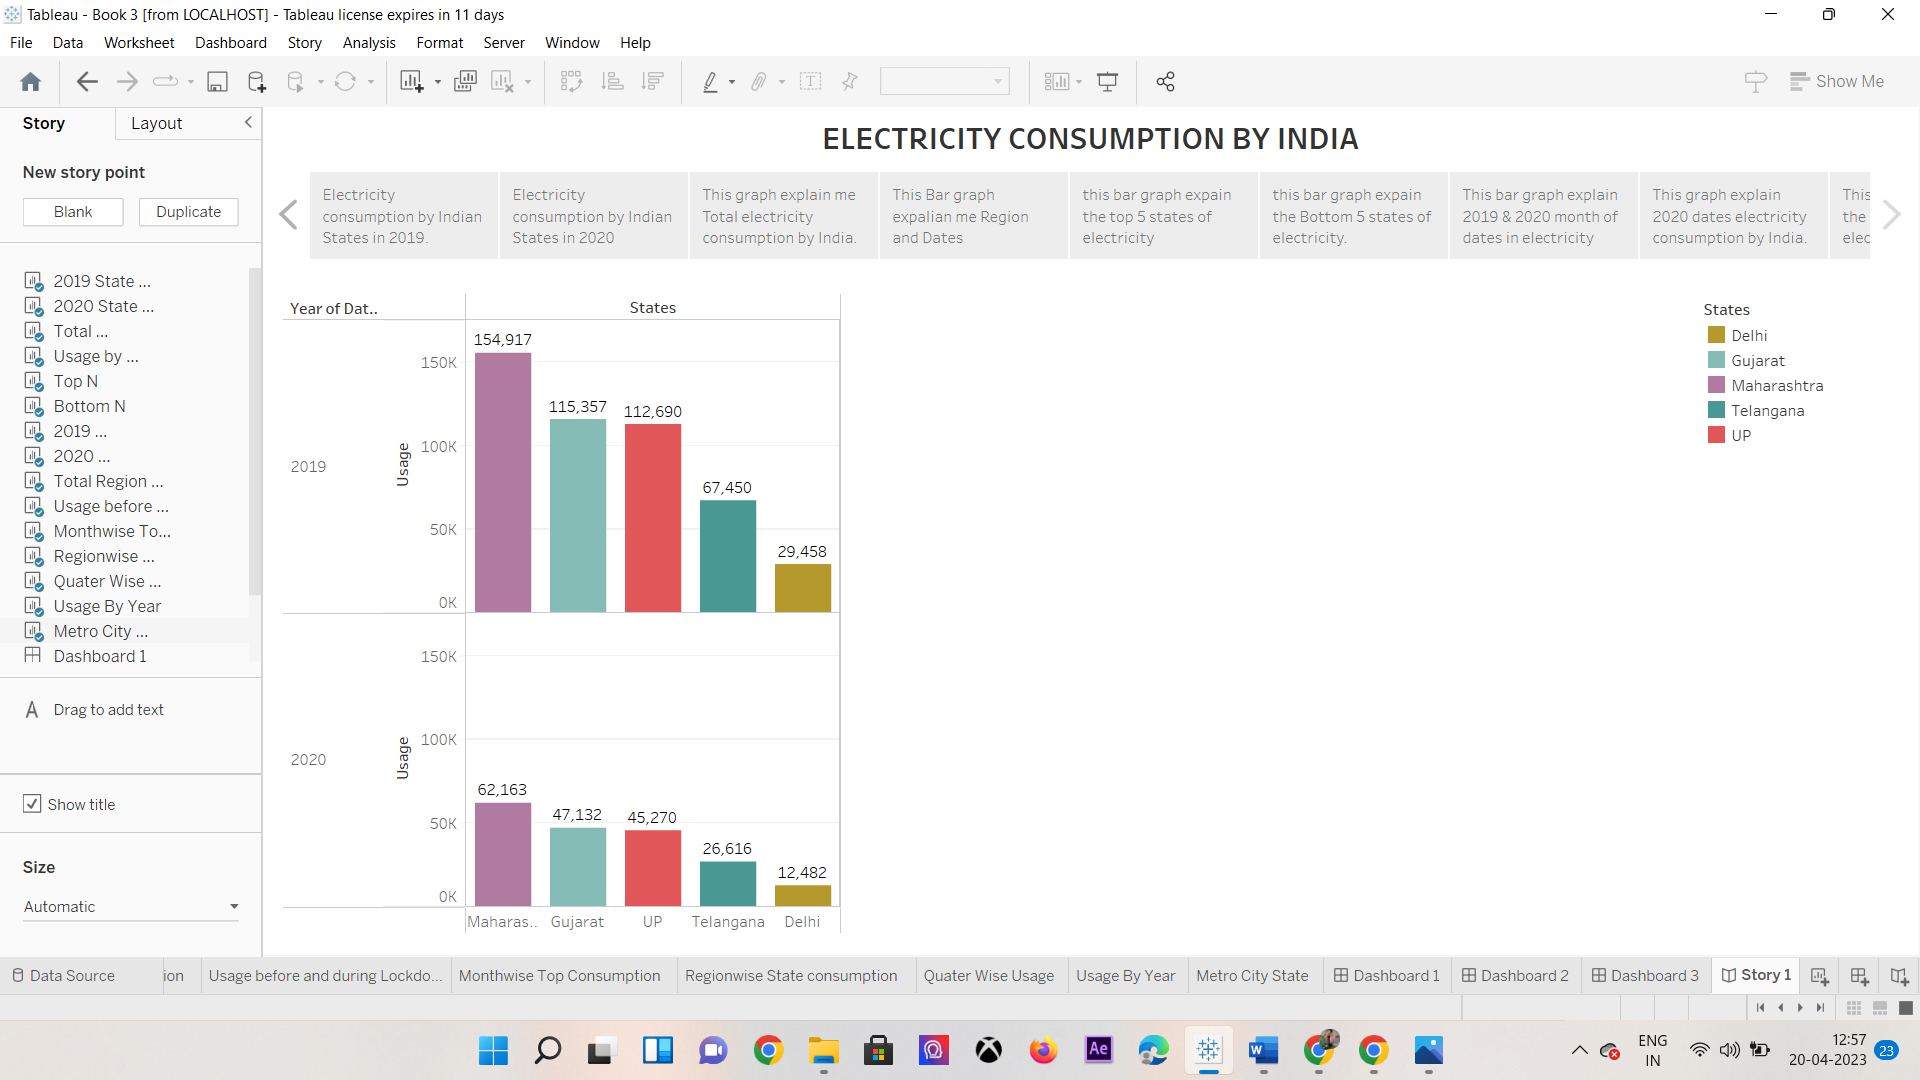 Tableau - Book 3 [from LOCALHOST] - Tableau license expires in 11 days
File Data Worksheet Dashboard Story Analysis Format Server Window Help
Show Me
Story Layout
New story point
Blank Duplicate
2019 State ...
2020 State ...
Total ...
Usage by ...
Top N
Bottom N
2019 ...
2020 ...
Total Region ...
Usage before ...
Monthwise To...
Regionwise ...
Quater Wise ...
Usage By Year
Metro City ...
Dashboard 1
A Drag to add text
Show title
Size
Automatic
ELECTRICITY CONSUMPTION BY INDIA
Electricity
consumption by Indian
States in 2019.
Electricity
consumption by Indian
States in 2020
This graph explain me
Total electricity
consumption by India.
This Bar graph
expalian me Region
and Dates
this bar graph expain
the top 5 states of
electricity
this bar graph expain
the Bottom 5 states of
electricity.
This bar graph explain
2019 & 2020 month of
dates in electricity
This graph explain
2020 dates electricity
consumption by India.
This
the
elec
Year of Dat.. States
2019
Usage
150K
100K
50K
0K
154,917
115,357
112,690
67,450
29,458
2020
Usage
150K
100K
50K
0K
62,163
47,132
45,270
26,616
12,482
Maharas.. Gujarat UP Telangana Delhi
States
Delhi
Gujarat
Maharashtra
Telangana
UP
Data Source ion Usage before and during Lockdo... Monthwise Top Consumption Regionwise State consumption Quater Wise Usage Usage By Year Metro City State Dashboard 1 Dashboard 2 Dashboard 3 Story 1
Ae
W
ENG
IN
12:57
20-04-2023
23